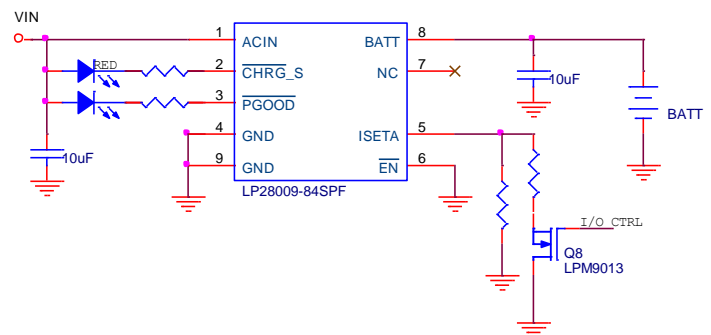 VIN
1 ACIN BATT 8
RED 2 CHRG_S NC 7
3 PGOOD
10uF BATT
4 GND ISETA 5
10uF 9 GND EN 6
LP28009-84SPF
I/O CTRL
Q8
LPM9013